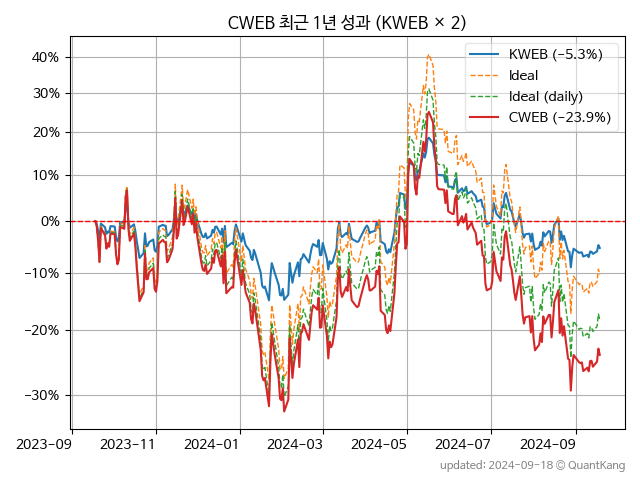 CWEB 최근 1년 성과 (KWEB × 2)
KWEB (−5.3%)
Ideal
Ideal (daily)
CWEB (−23.9%)
40%
30%
20%
10%
0%
−10%
−20%
−30%
2023-09
2023-11
2024-01
2024-03
2024-05
2024-07
2024-09
updated: 2024-09-18 © QuantKang